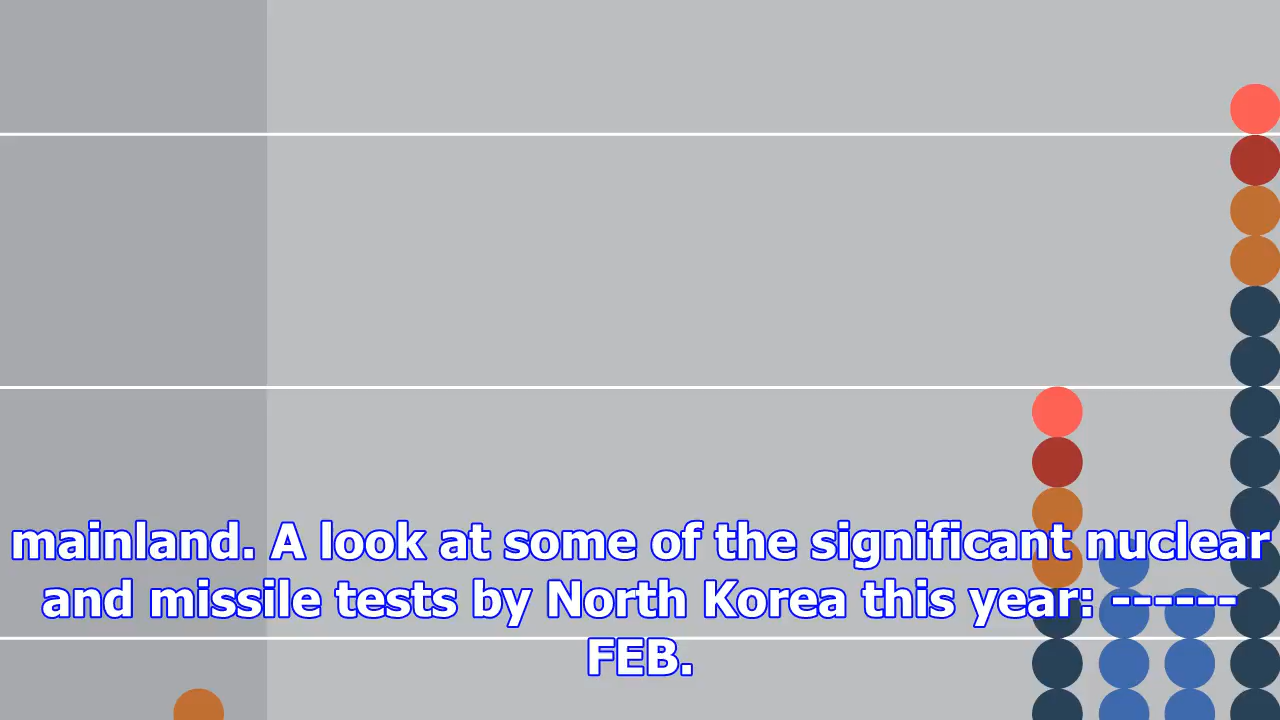 mainland. A look at some of the significant nuclear
and missile tests by North Korea this year: ------
FEB.